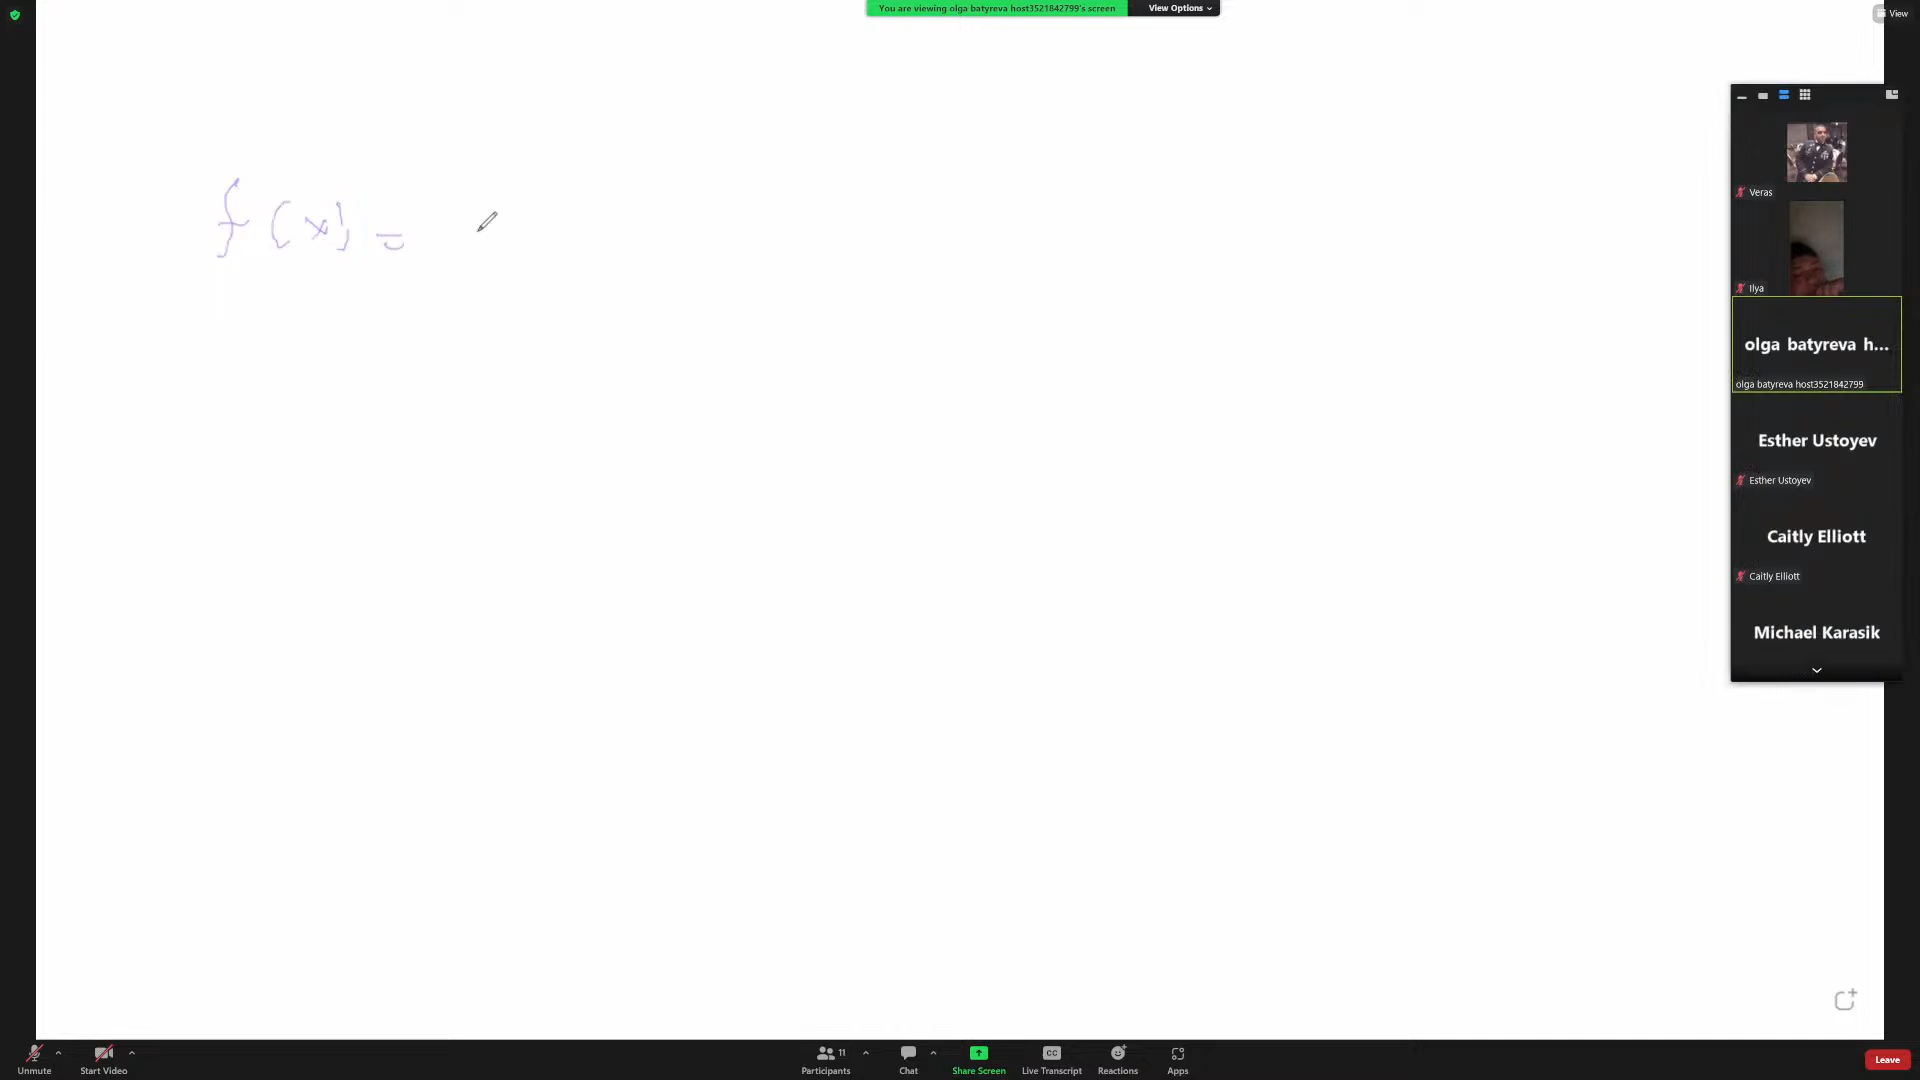 You are viewing olga batyreva host3521842799's screen
View Options
View
f(x) =
Veras
Ilya
olga batyreva h...
olga batyreva host3521842799
Esther Ustoyev
Esther Ustoyev
Caitly Elliott
Caitly Elliott
Michael Karasik
Unmute
Start Video
11
Participants
Chat
Share Screen
CC
Live Transcript
Reactions
Apps
Leave